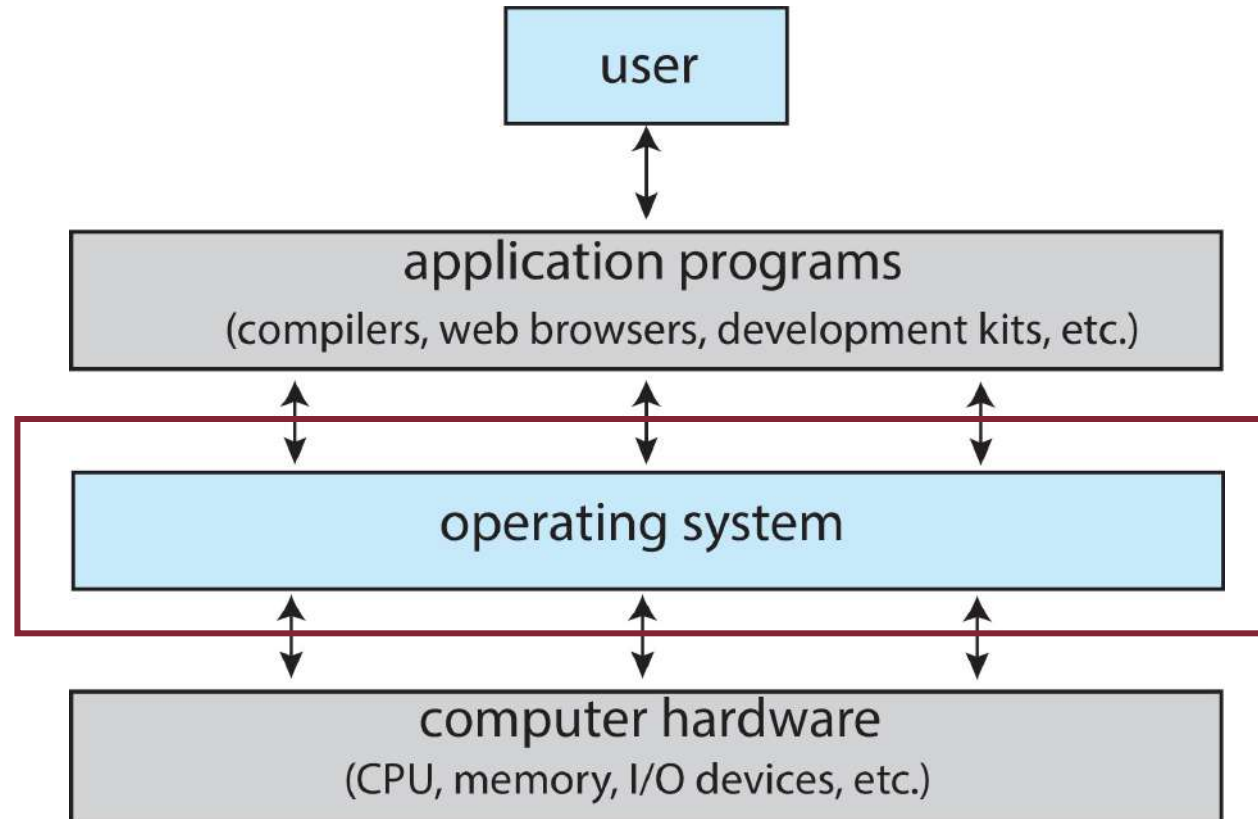 user
application programs
(compilers, web browsers, development kits, etc.)
operating system
computer hardware
(CPU, memory, I/O devices, etc.)